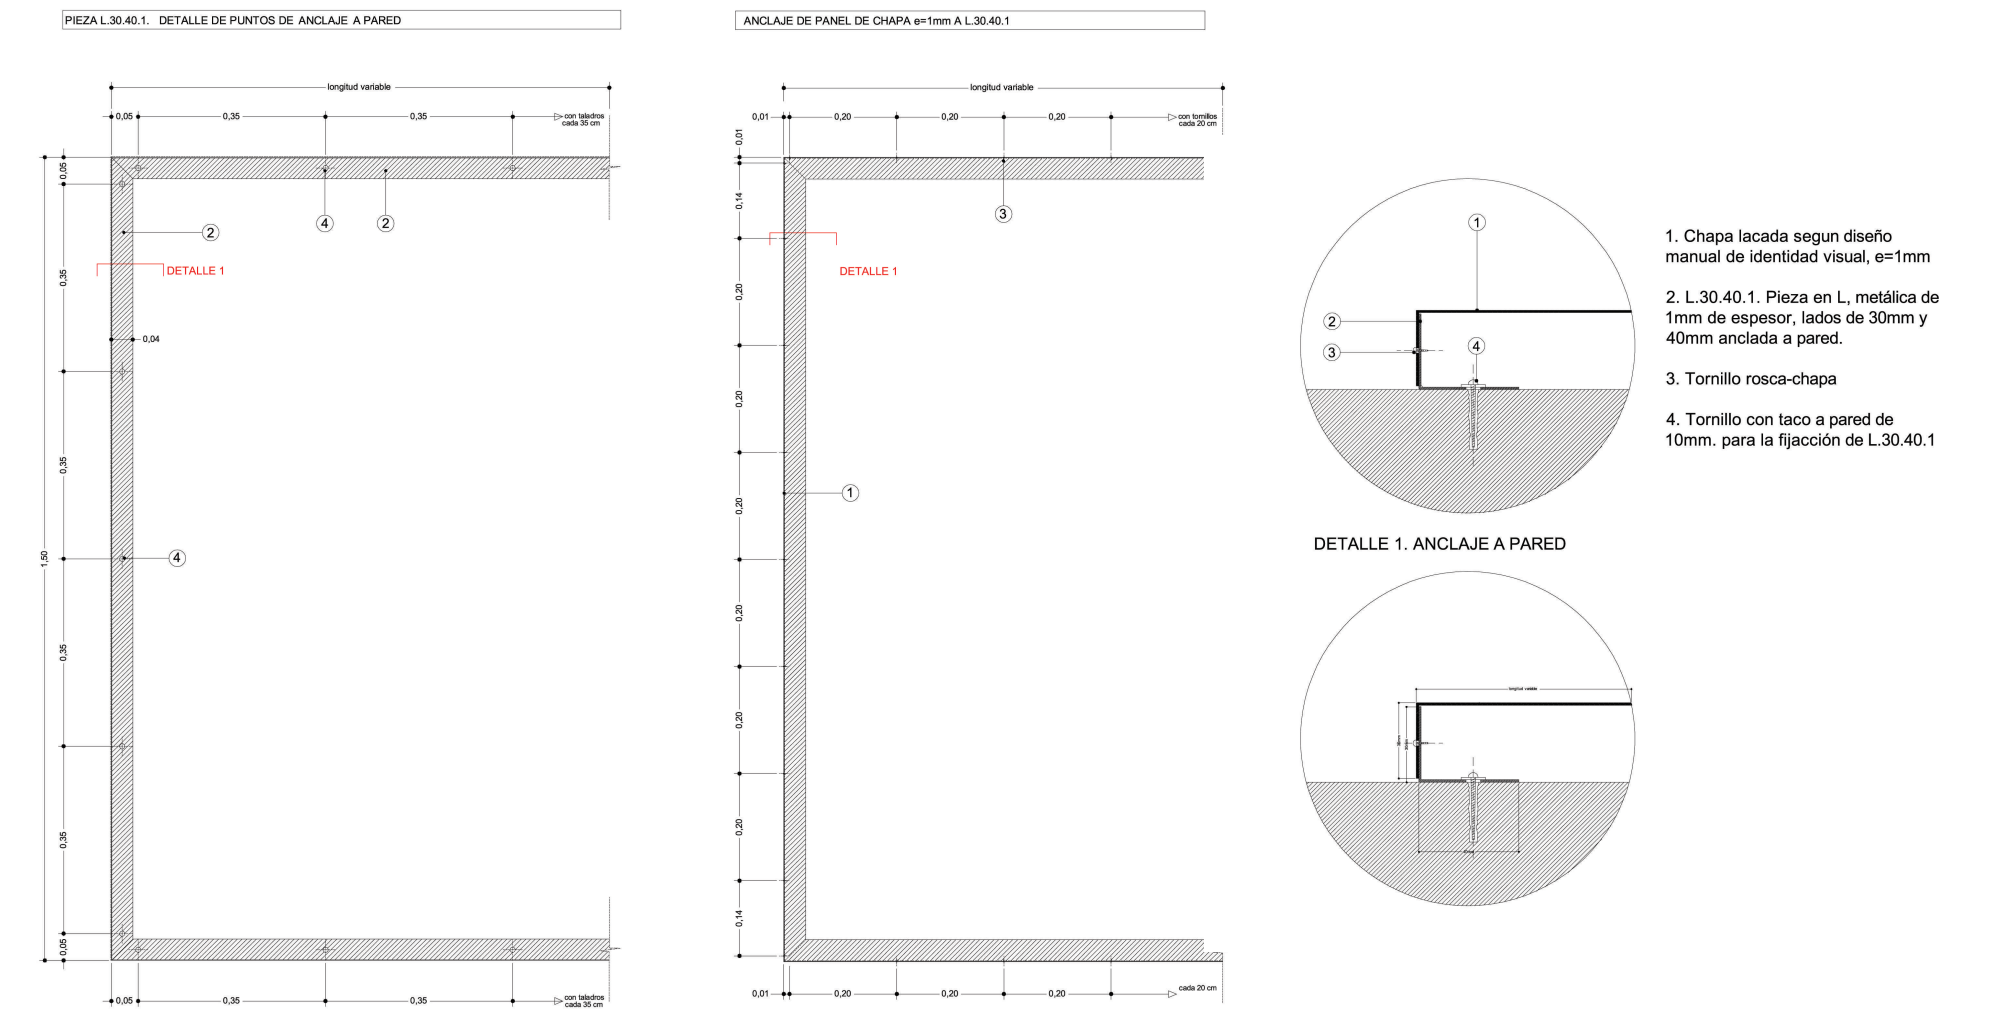 PIEZA L.30.40.1. DETALLE DE PUNTOS DE ANCLAJE A PARED
longitud variable
0,05
0,35
0,35
con taladros
cada 35 cm
0,05
0,35
0,35
0,35
0,35
0,05
1,50
2
4
2
DETALLE 1
0,04
4
0,05
0,35
0,35
con taladros
cada 35 cm
ANCLAJE DE PANEL DE CHAPA e=1mm A L.30.40.1
longitud variable
0,01
0,20
0,20
0,20
con tornillos
cada 20 cm
0,01
0,14
0,20
0,20
0,20
0,20
0,20
0,20
0,14
3
DETALLE 1
1
0,01
0,20
0,20
0,20
cada 20 cm
1
2
3
4
DETALLE 1. ANCLAJE A PARED
longitud variable
1. Chapa lacada segun diseño
manual de identidad visual, e=1mm
2. L.30.40.1. Pieza en L, metálica de
1mm de espesor, lados de 30mm y
40mm anclada a pared.
3. Tornillo rosca-chapa
4. Tornillo con taco a pared de
10mm. para la fijacción de L.30.40.1